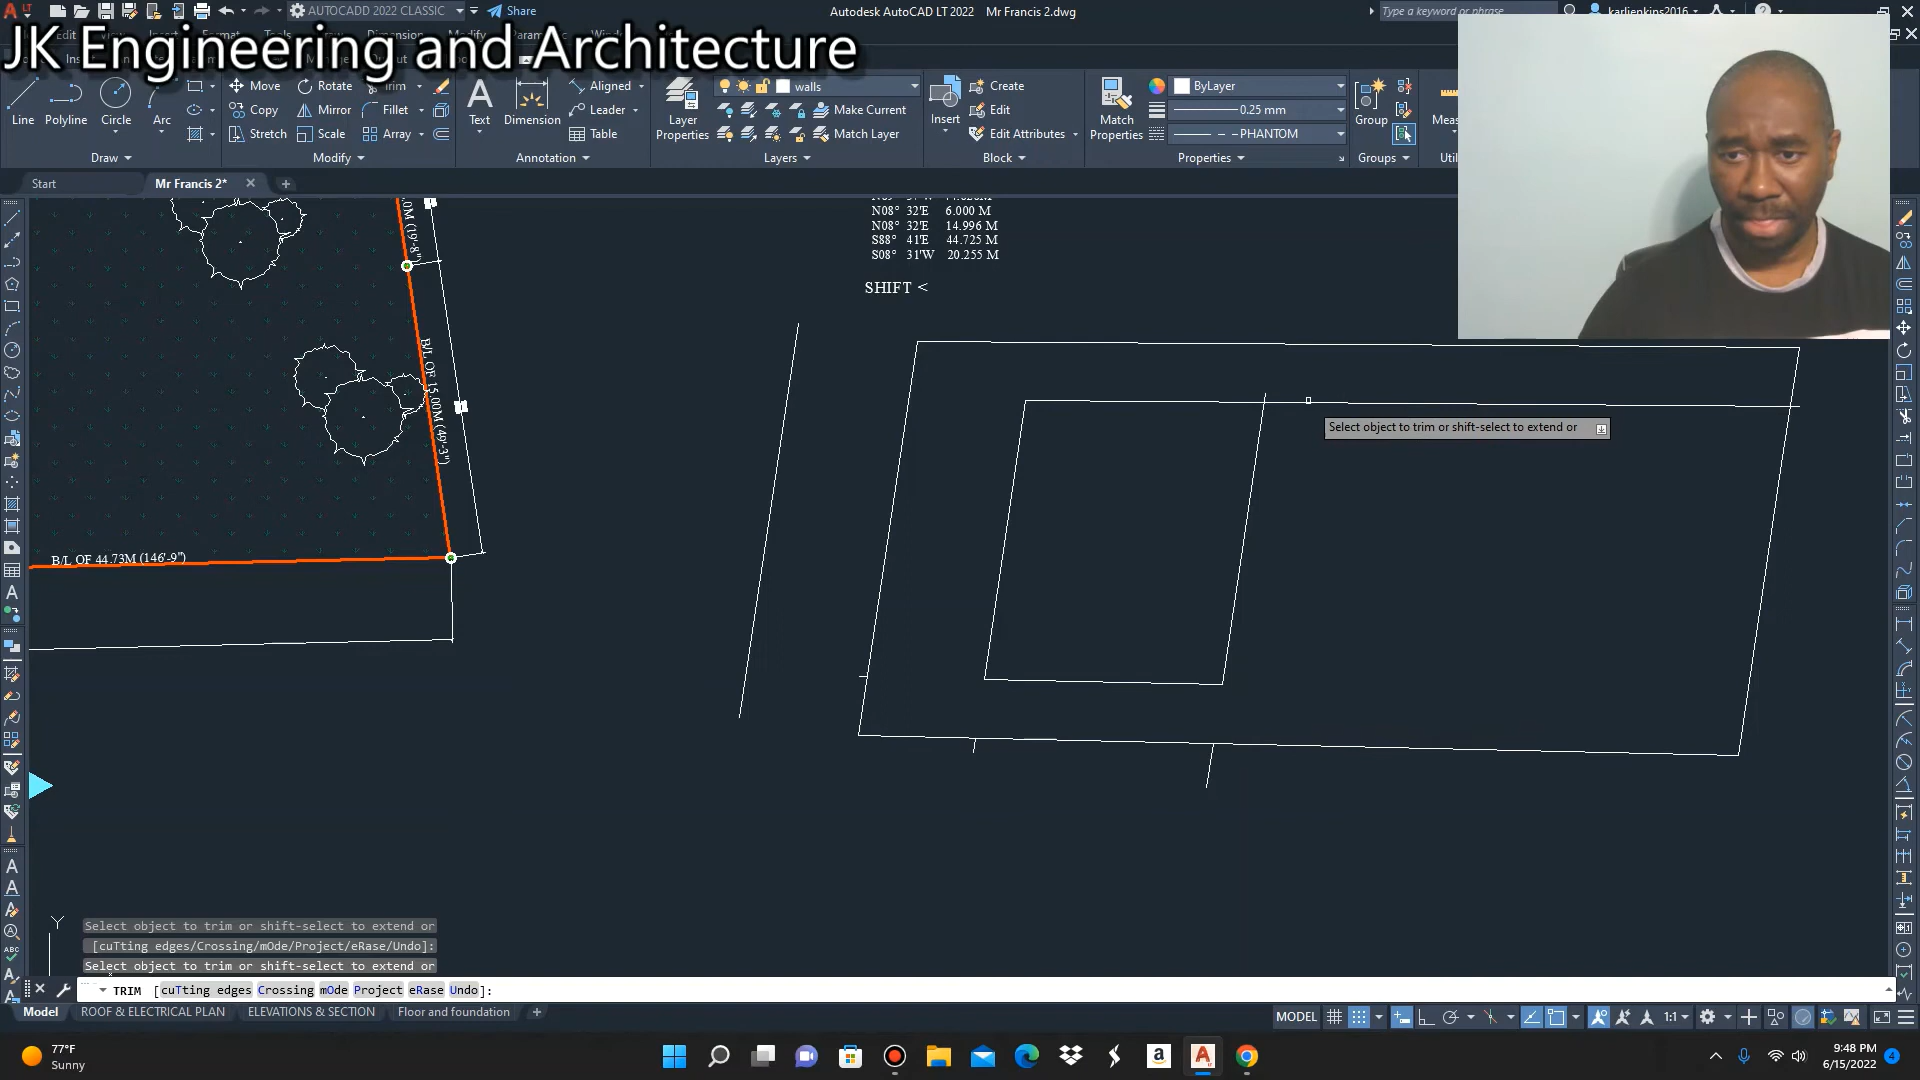 AUTOCADD 2022 CLASSIC
Share
Autodesk AutoCAD LT 2022 Mr Francis 2.dwg
Type a keyword or phrase
karljenkins2016
JK Engineering and Architecture
Move
Rotate
Trim
Copy
Mirror
Fillet
Stretch
Scale
Array
Line
Polyline
Circle
Arc
Text
Dimension
Aligned
Leader
Table
Layer Properties
walls
Make Current
Match Layer
Insert
Create
Edit
Edit Attributes
Match Properties
ByLayer
0.25 mm
PHANTOM
Group
Draw
Modify
Annotation
Layers
Block
Properties
Groups
Start
Mr Francis 2*
N08° 32'E 6.000 M
N08° 32'E 14.996 M
S88° 41'E 44.725 M
S08° 31'W 20.255 M
SHIFT <
B/L OF 15.00M (49'-3")
B/L OF 44.73M (146'-9")
Select object to trim or shift-select to extend or
Y
Select object to trim or shift-select to extend or
[cuTting edges/Crossing/mOde/Project/eRase/Undo]:
Select object to trim or shift-select to extend or
TRIM [cuTting edges Crossing mOde Project eRase Undo]:
Model
ROOF & ELECTRICAL PLAN
ELEVATIONS & SECTION
Floor and foundation
MODEL
1:1
77°F
Sunny
9:48 PM
6/15/2022